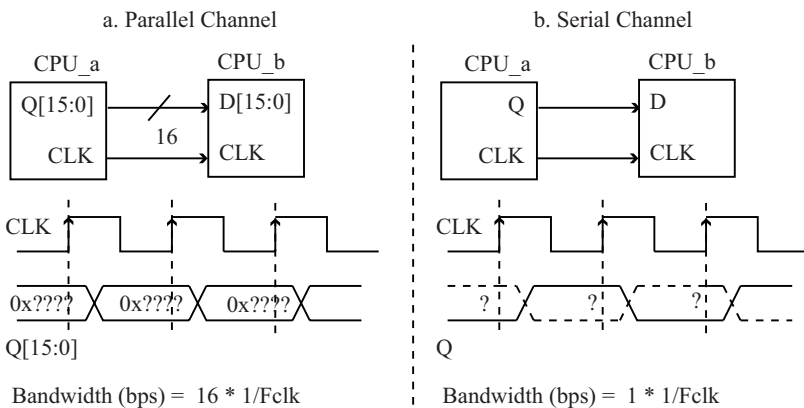 a. Parallel Channel
CPU_a
CPU_b
Q[15:0]
D[15:0]
16
CLK
CLK
CLK
0x????
0x????
0x????
Q[15:0]
Bandwidth (bps) = 16 * 1/Fclk
b. Serial Channel
CPU_a
CPU_b
Q
D
CLK
CLK
CLK
?
?
?
Q
Bandwidth (bps) = 1 * 1/Fclk